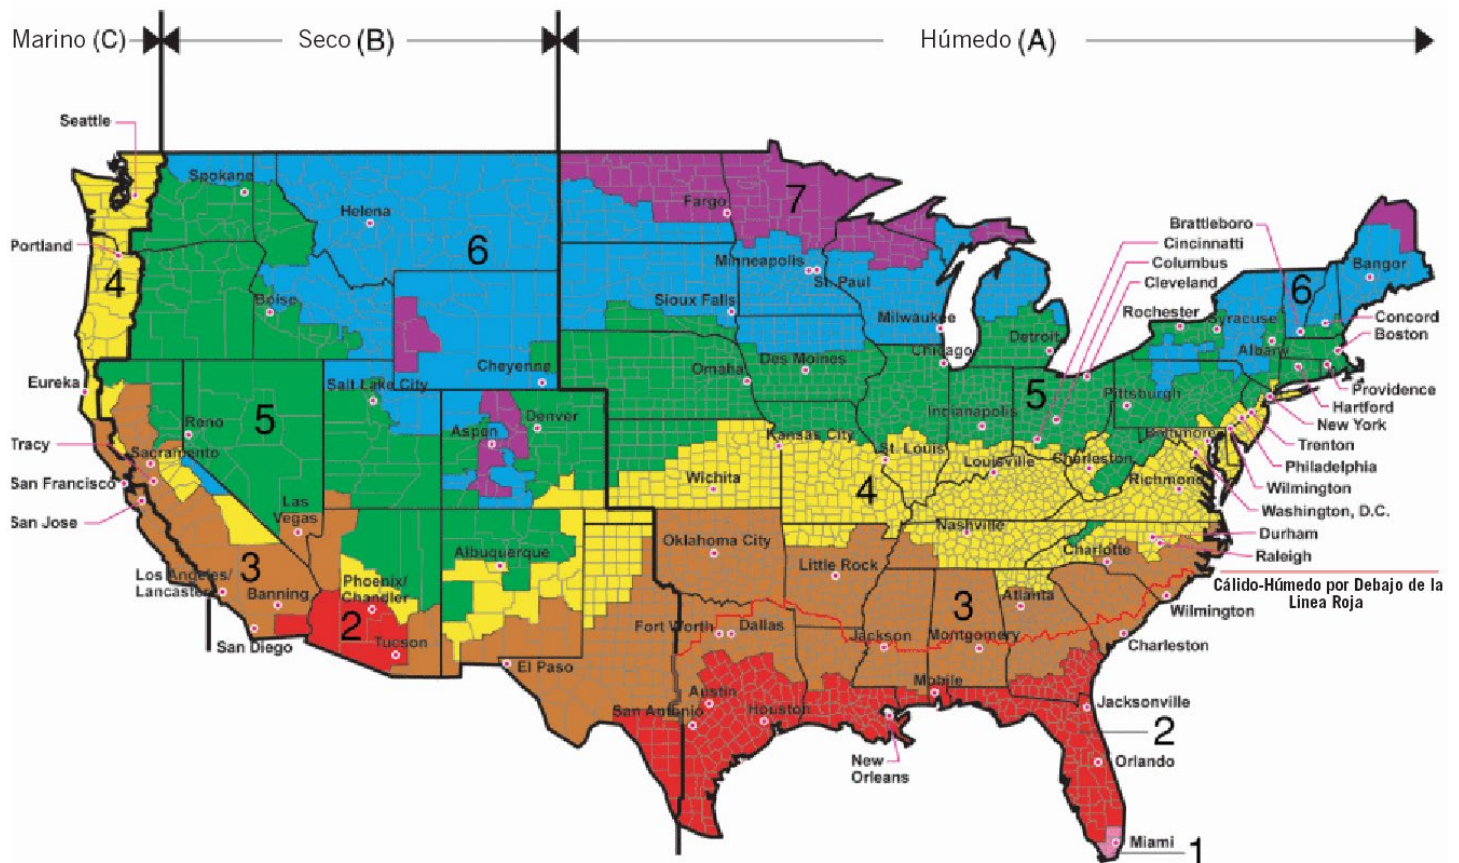 Marino (C)
Seco (B)
Húmedo (A)
Seattle
Spokane
Helena
Fargo
7
6
Portland
4
Boise
Minneapolis
St. Paul
Sioux Falls
Milwaukee
Brattleboro
Cincinnatti
Columbus
Cleveland
Rochester
Syracuse
6
Bangor
Concord
Boston
Detroit
Albany
Chicago
Des Moines
Omaha
Cheyenne
Eureka
Salt Lake City
Providence
Hartford
New York
Trenton
Philadelphia
Wilmington
Washington, D.C.
Pittsburgh
5
Indianapolis
Denver
Aspen
Reno
5
Tracy
Sacramento
San Francisco
San Jose
Kansas City
St. Louis
Louisville
Charleston
Baltimore
Richmond
Wichita
4
Las
Vegas
Nashville
Durham
Raleigh
Charlotte
Oklahoma City
Albuquerque
Little Rock
Cálido-Húmedo por Debajo de la
Linea Roja
3
Los Angeles/
Lancaster
Banning
Phoenix/
Chandler
2
Tucson
San Diego
El Paso
Fort Worth
Dallas
Jackson
Montgomery
3
Atlanta
Wilmington
Charleston
Mobile
Austin
San Antonio
Houston
New
Orleans
Jacksonville
2
Orlando
Miami
1